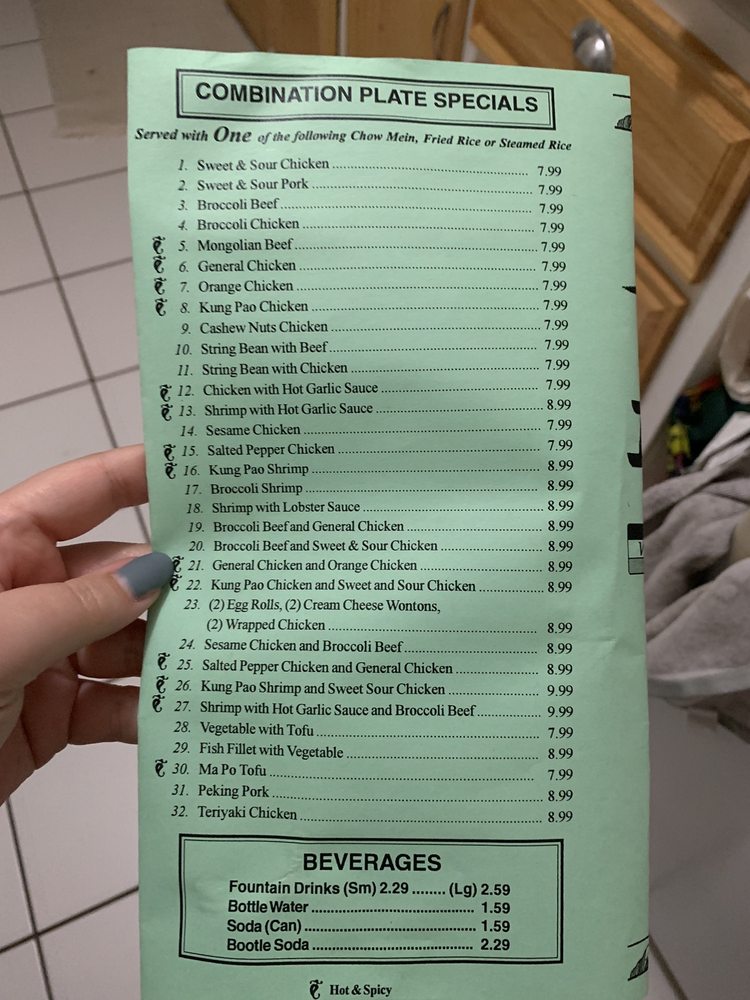 COMBINATION PLATE SPECIALS
Served with One of the following Chow Mein, Fried Rice or Steamed Rice
1. Sweet & Sour Chicken 7.99
2. Sweet & Sour Pork 7.99
3. Broccoli Beef 7.99
4. Broccoli Chicken 7.99
5. Mongolian Beef 7.99
6. General Chicken 7.99
7. Orange Chicken 7.99
8. Kung Pao Chicken 7.99
9. Cashew Nuts Chicken 7.99
10. String Bean with Beef 7.99
11. String Bean with Chicken 7.99
12. Chicken with Hot Garlic Sauce 7.99
13. Shrimp with Hot Garlic Sauce 8.99
14. Sesame Chicken 7.99
15. Salted Pepper Chicken 7.99
16. Kung Pao Shrimp 8.99
17. Broccoli Shrimp 8.99
18. Shrimp with Lobster Sauce 8.99
19. Broccoli Beef and General Chicken 8.99
20. Broccoli Beef and Sweet & Sour Chicken 8.99
21. General Chicken and Orange Chicken 8.99
22. Kung Pao Chicken and Sweet and Sour Chicken 8.99
23. (2) Egg Rolls, (2) Cream Cheese Wontons,
(2) Wrapped Chicken 8.99
24. Sesame Chicken and Broccoli Beef 8.99
25. Salted Pepper Chicken and General Chicken 8.99
26. Kung Pao Shrimp and Sweet Sour Chicken 9.99
27. Shrimp with Hot Garlic Sauce and Broccoli Beef 9.99
28. Vegetable with Tofu 7.99
29. Fish Fillet with Vegetable 8.99
30. Ma Po Tofu 7.99
31. Peking Pork 8.99
32. Teriyaki Chicken 8.99
BEVERAGES
Fountain Drinks (Sm) 2.29 ........ (Lg) 2.59
Bottle Water 1.59
Soda (Can) 1.59
Bootle Soda 2.29
Hot & Spicy